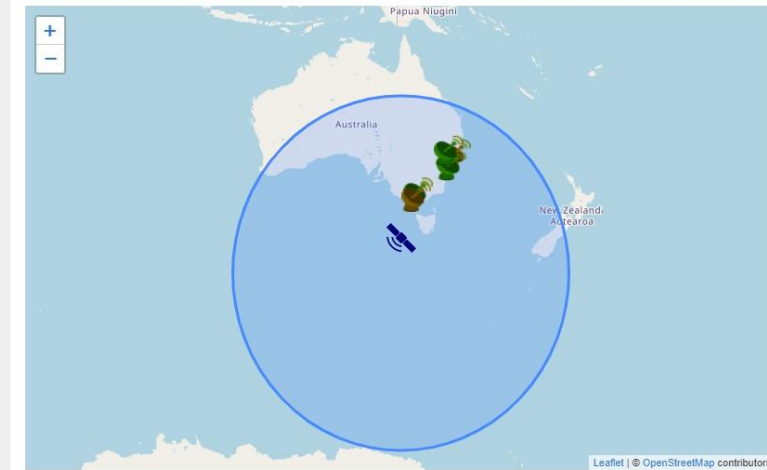 Papua Niugini
+
−
Australia
New Zealand/
Aotearoa
Leaflet | © OpenStreetMap contributors